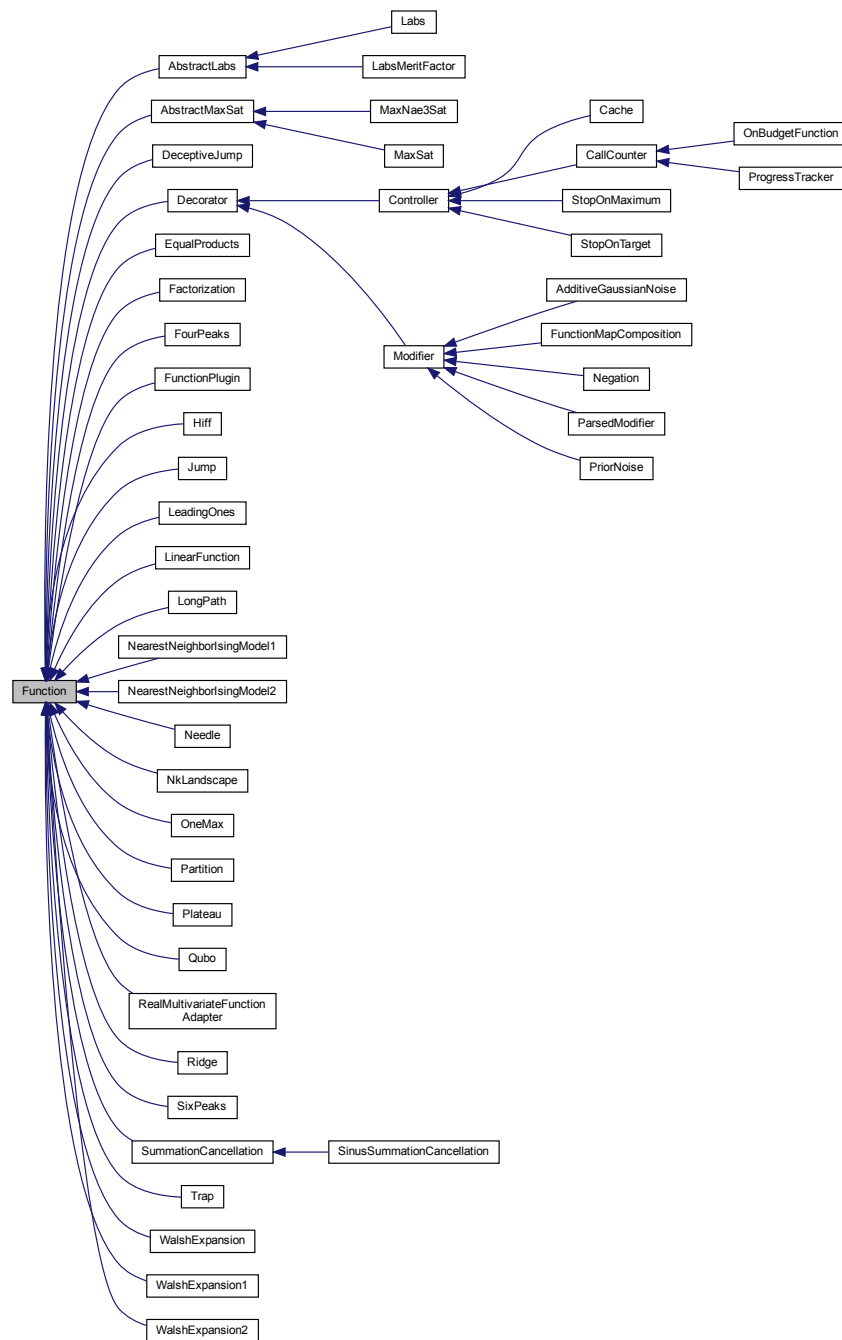 Labs
AbstractLabs
LabsMeritFactor
AbstractMaxSat
MaxNae3Sat
Cache
OnBudgetFunction
DeceptiveJump
MaxSat
CallCounter
ProgressTracker
Decorator
Controller
StopOnMaximum
EqualProducts
StopOnTarget
Factorization
AdditiveGaussianNoise
FourPeaks
FunctionMapComposition
Modifier
FunctionPlugin
Negation
Hiff
ParsedModifier
Jump
PriorNoise
LeadingOnes
LinearFunction
LongPath
NearestNeighborIsingModel1
Function
NearestNeighborIsingModel2
Needle
NkLandscape
OneMax
Partition
Plateau
Qubo
RealMultivariateFunction
Adapter
Ridge
SixPeaks
SummationCancellation
SinusSummationCancellation
Trap
WalshExpansion
WalshExpansion1
WalshExpansion2